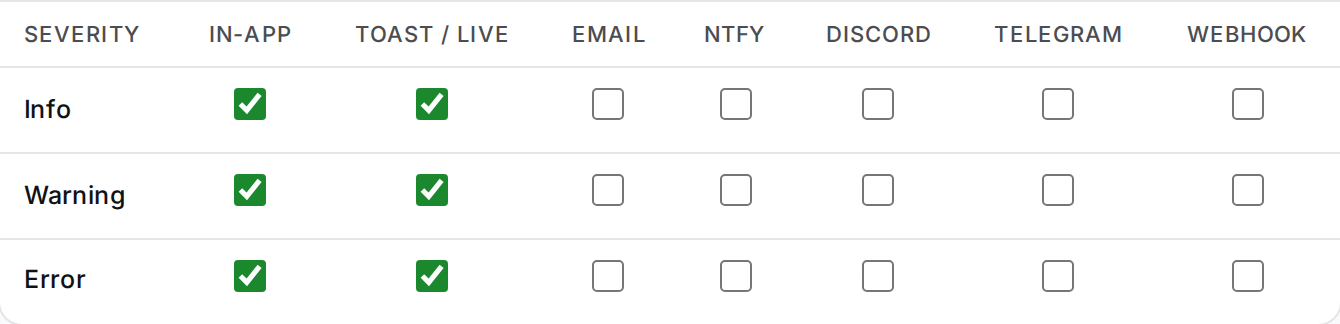 SEVERITY IN-APP TOAST / LIVE EMAIL NTFY DISCORD TELEGRAM WEBHOOK
Info
Warning
Error